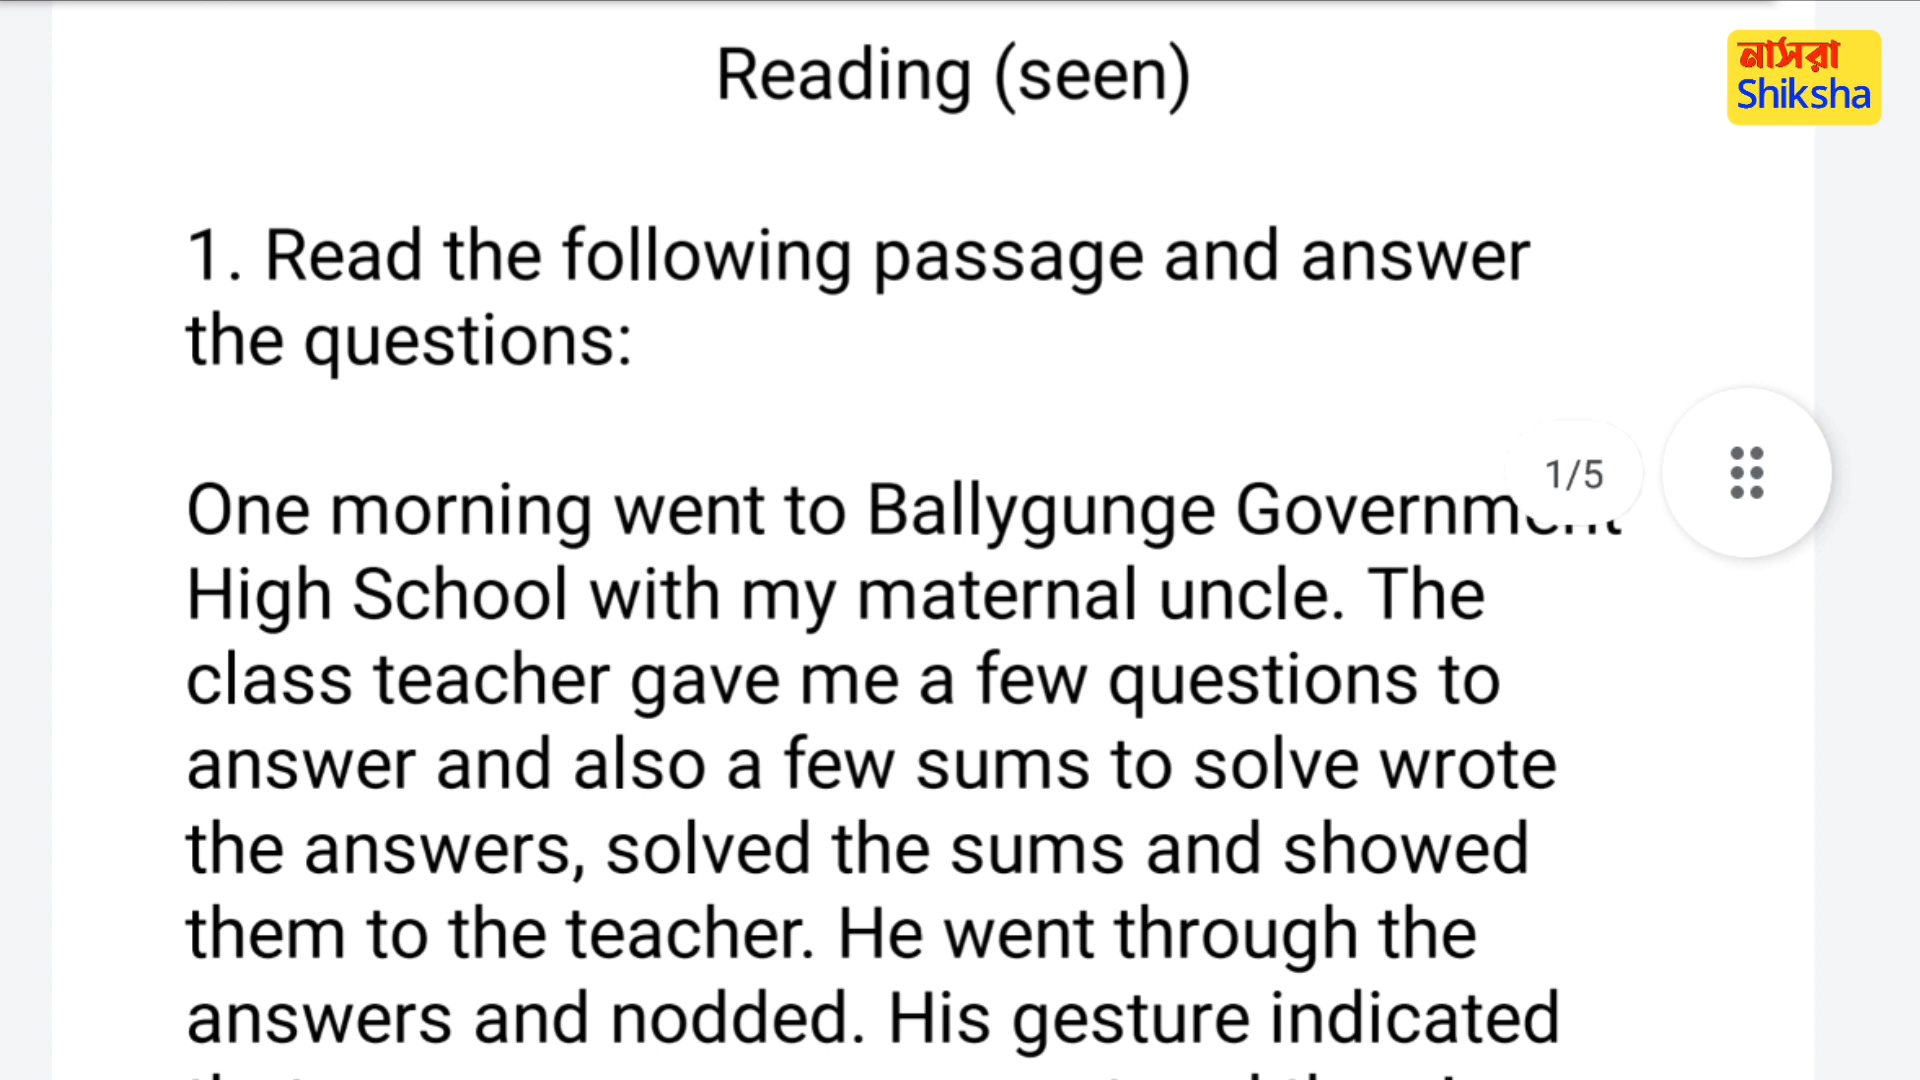 Reading (seen)
নাসরা
Shiksha
1. Read the following passage and answer
the questions:
1/5
One morning went to Ballygunge Government
High School with my maternal uncle. The
class teacher gave me a few questions to
answer and also a few sums to solve wrote
the answers, solved the sums and showed
them to the teacher. He went through the
answers and nodded. His gesture indicated